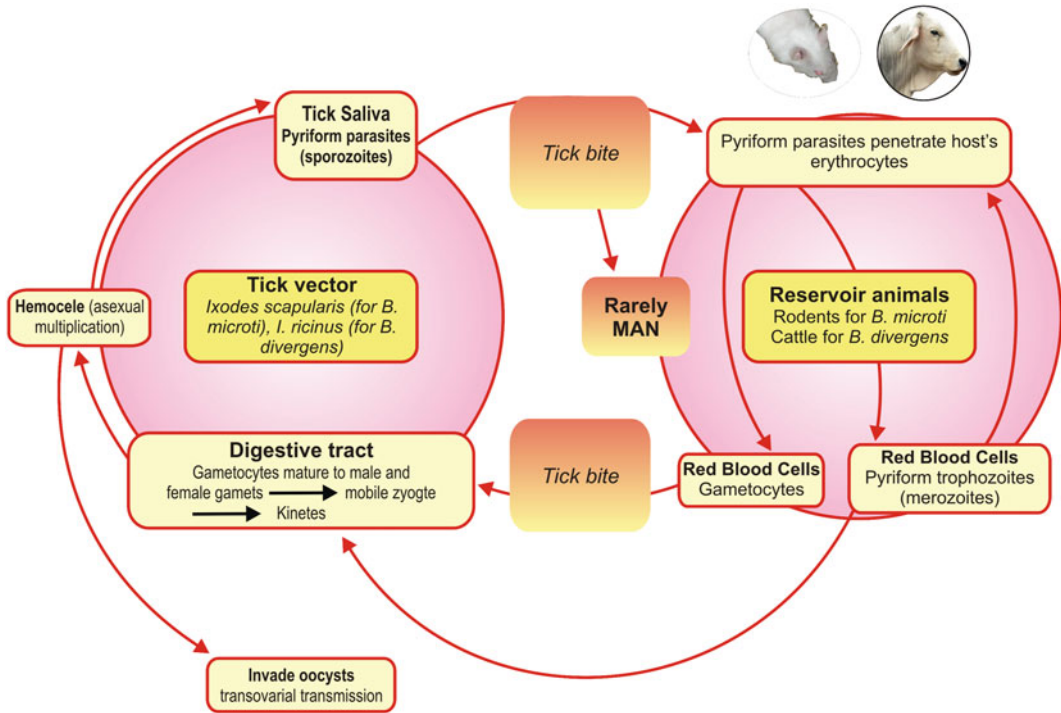 Tick Saliva
Pyriform parasites
(sporozoites)
Tick bite
Pyriform parasites penetrate host's
erythrocytes
Hemocele (asexual
multiplication)
Tick vector
Ixodes scapularis (for B.
microti), I. ricinus (for B.
divergens)
Rarely
MAN
Reservoir animals
Rodents for B. microti
Cattle for B. divergens
Digestive tract
Gametocytes mature to male and
female gamets mobile zyogte
Kinetes
Tick bite
Red Blood Cells
Gametocytes
Red Blood Cells
Pyriform trophozoites
(merozoites)
Invade oocysts
transovarial transmission